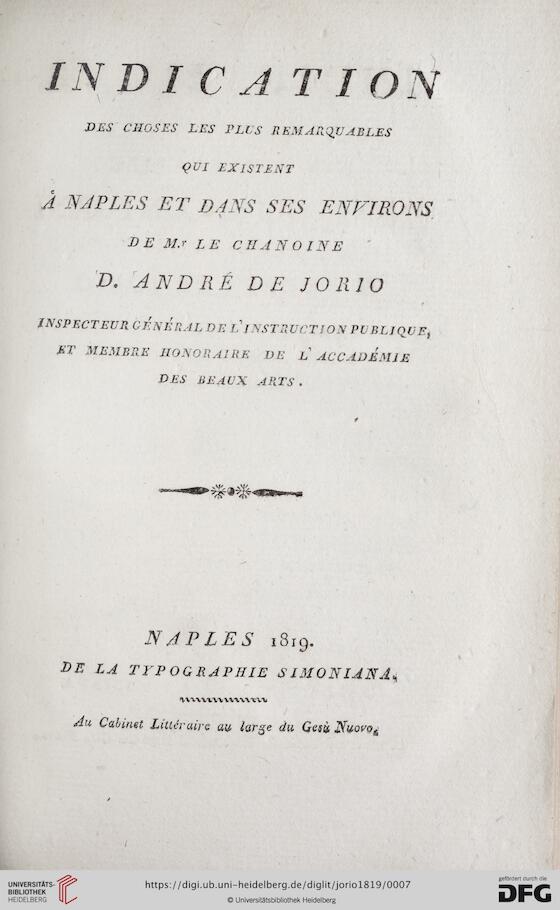 INDICATION
DES CHOSES LES PLUS REMARQUABLES
QUI EXISTENT
À NAPLES ET DANS SES ENVIRONS
DE M.r LE CHANOINE
D. ANDRÉ DE JORIO
INSPECTEUR GÉNÉRAL DE L'INSTRUCTION PUBLIQUE,
ET MEMBRE HONORAIRE DE L' ACCADÉMIE
DES BEAUX ARTS.
NAPLES 1819.
DE LA TYPOGRAPHIE SIMONIANA,
Au Cabinet Littéraire au large du Gesù Nuovo.
UNIVERSITÄTS-
BIBLIOTHEK
HEIDELBERG
https://digi.ub.uni-heidelberg.de/diglit/jorio1819/0007
© Universitätsbibliothek Heidelberg
gefördert durch die
DFG